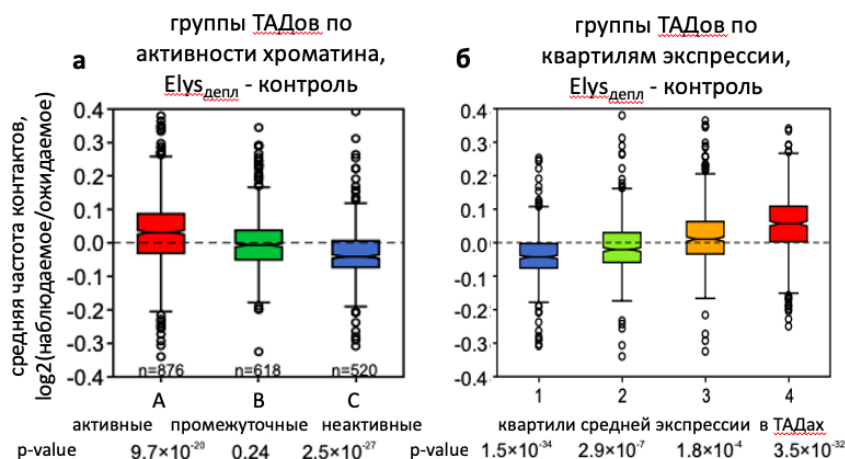 группы ТАДов по
активности хроматина,
Elysдепл - контроль
а
средняя частота контактов,
log2(наблюдаемое/ожидаемое)
0.4
0.3
0.2
0.1
0.0
-0.1
-0.2
-0.3
-0.4
n=876 n=618 n=520
A B C
активные промежуточные неактивные
p-value 9.7×10⁻²⁰ 0.24 2.5×10⁻²⁷
группы ТАДов по
квартилям экспрессии,
Elysдепл - контроль
б
0.4
0.3
0.2
0.1
0.0
-0.1
-0.2
-0.3
-0.4
1 2 3 4
квартили средней экспрессии в ТАДах
p-value 1.5×10⁻³⁴ 2.9×10⁻⁷ 1.8×10⁻⁴ 3.5×10⁻³²